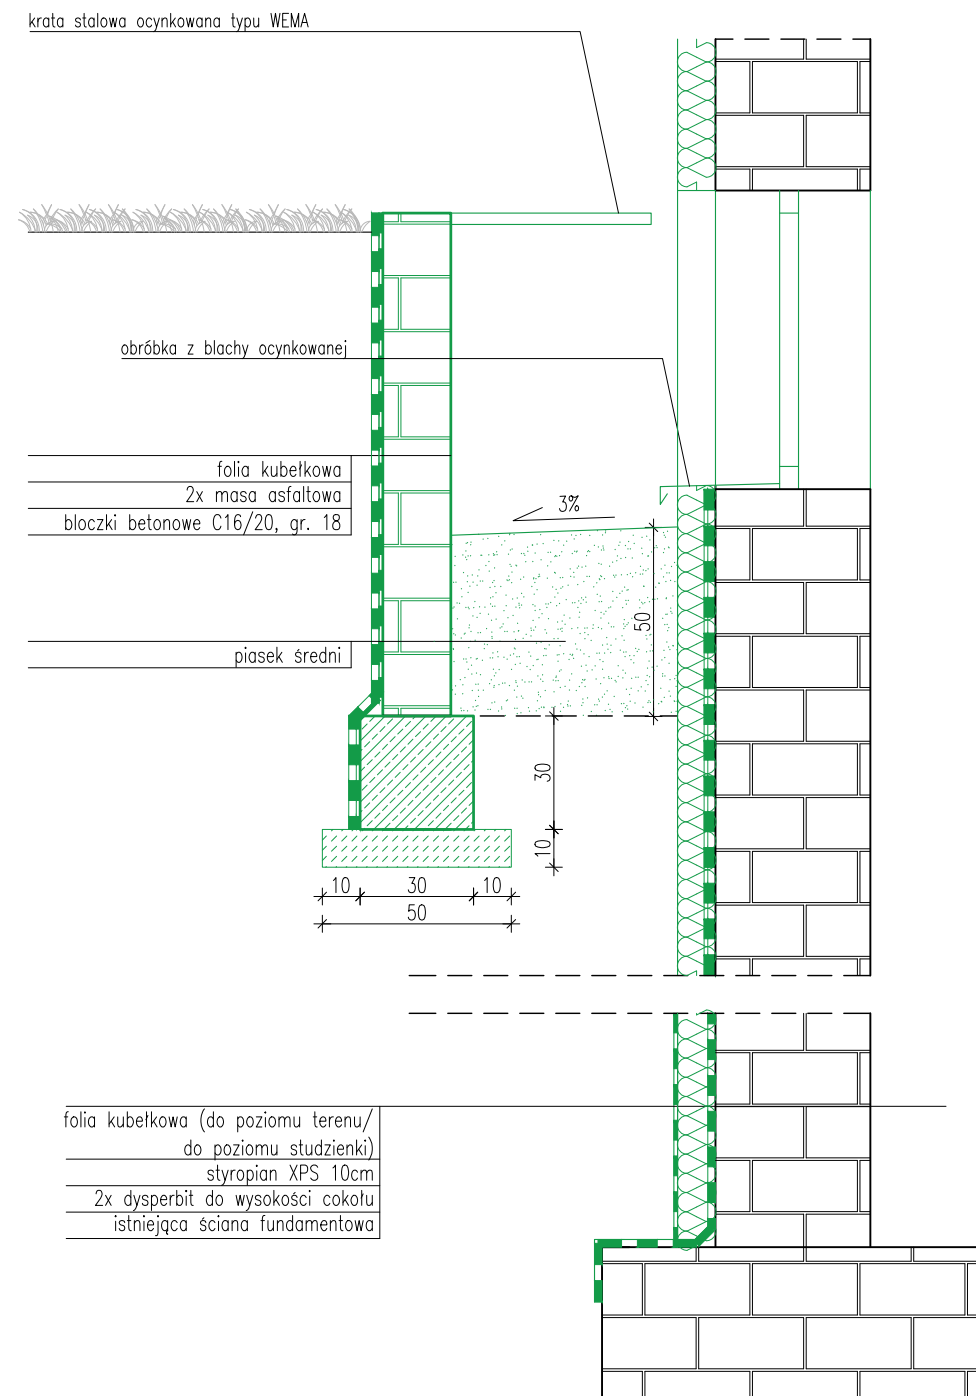 krata stalowa ocynkowana typu WEMA
obróbka z blachy ocynkowanej
folia kubełkowa
2x masa asfaltowa
bloczki betonowe C16/20, gr. 18
3%
50
piasek średni
30
10
10 30 10
50
folia kubełkowa (do poziomu terenu/
do poziomu studzienki)
styropian XPS 10cm
2x dysperbit do wysokości cokołu
istniejąca ściana fundamentowa